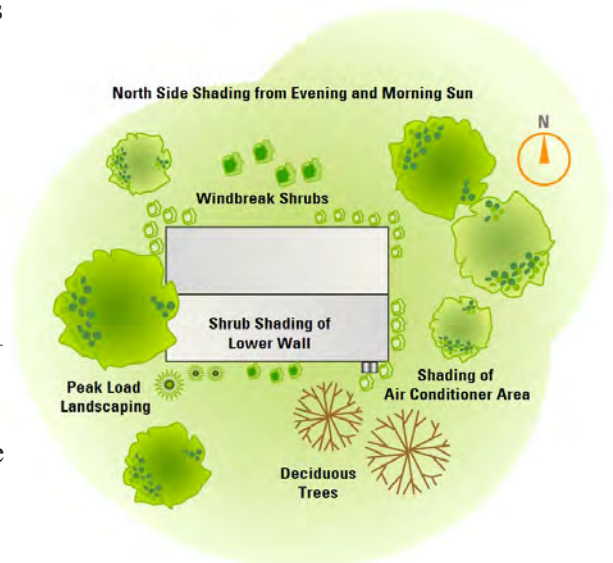 s
North Side Shading from Evening and Morning Sun
N
Windbreak Shrubs
Shrub Shading of
Lower Wall
Peak Load
Landscaping
Shading of
Air Conditioner Area
e
Deciduous
Trees